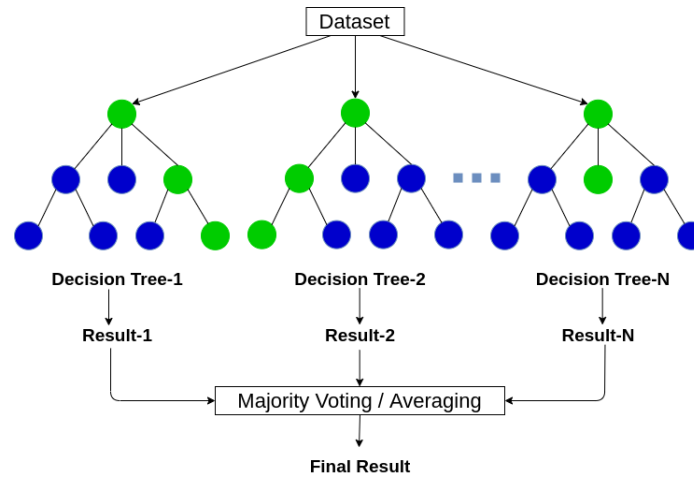 Dataset
Decision Tree-1
Decision Tree-2
Decision Tree-N
Result-1
Result-2
Result-N
Majority Voting / Averaging
Final Result